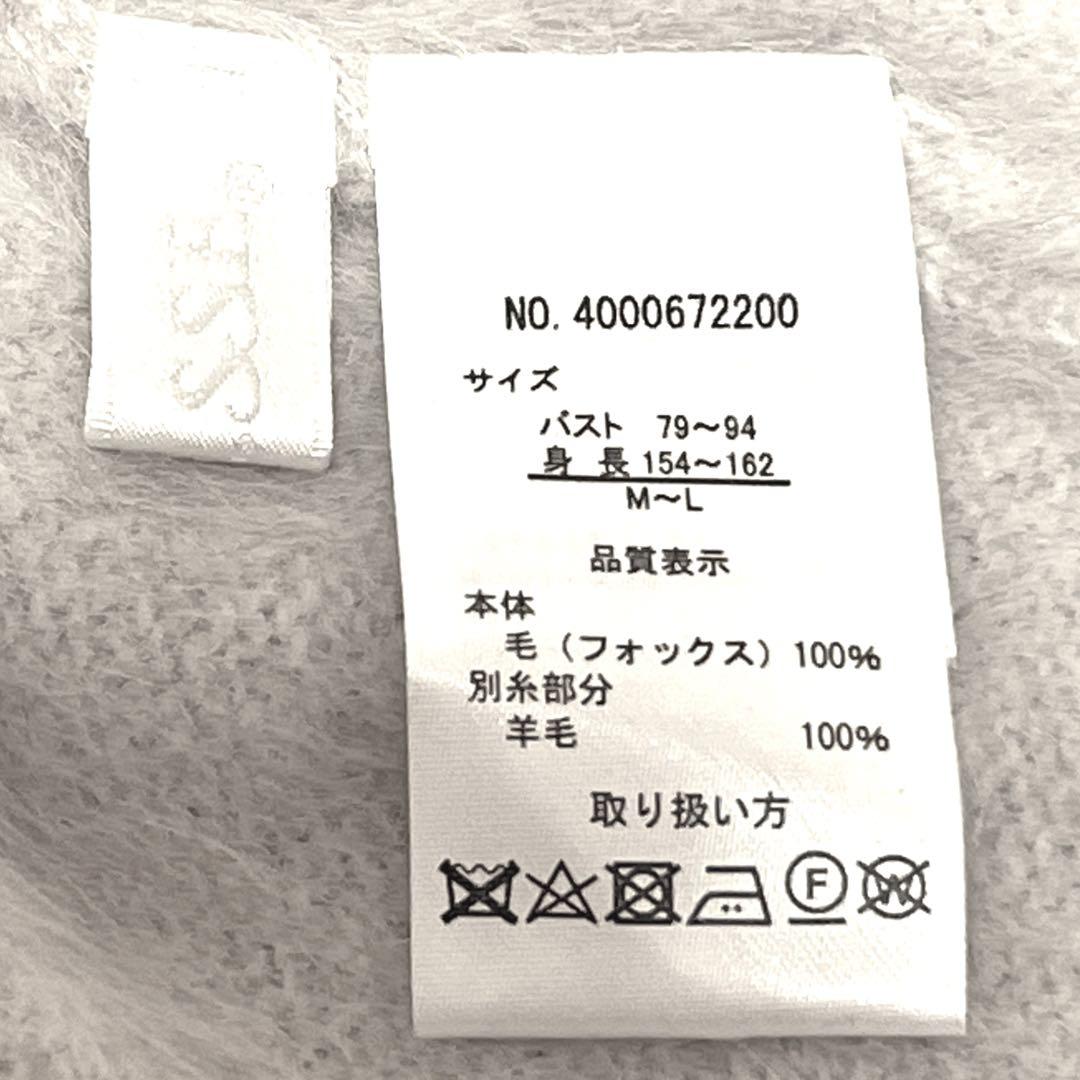 SSE®
NO. 4000672200
サイズ
バスト 79～94
身 長 154～162
M～L
品質表示
本体
毛（フォックス）100%
別糸部分
羊毛 100%
取り扱い方
F
W